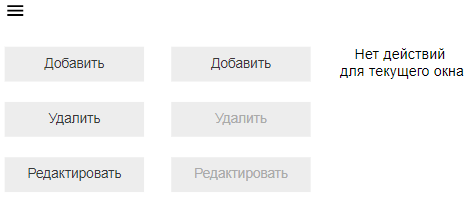 Добавить
Удалить
Редактировать
Добавить
Удалить
Редактировать
Нет действий
для текущего окна